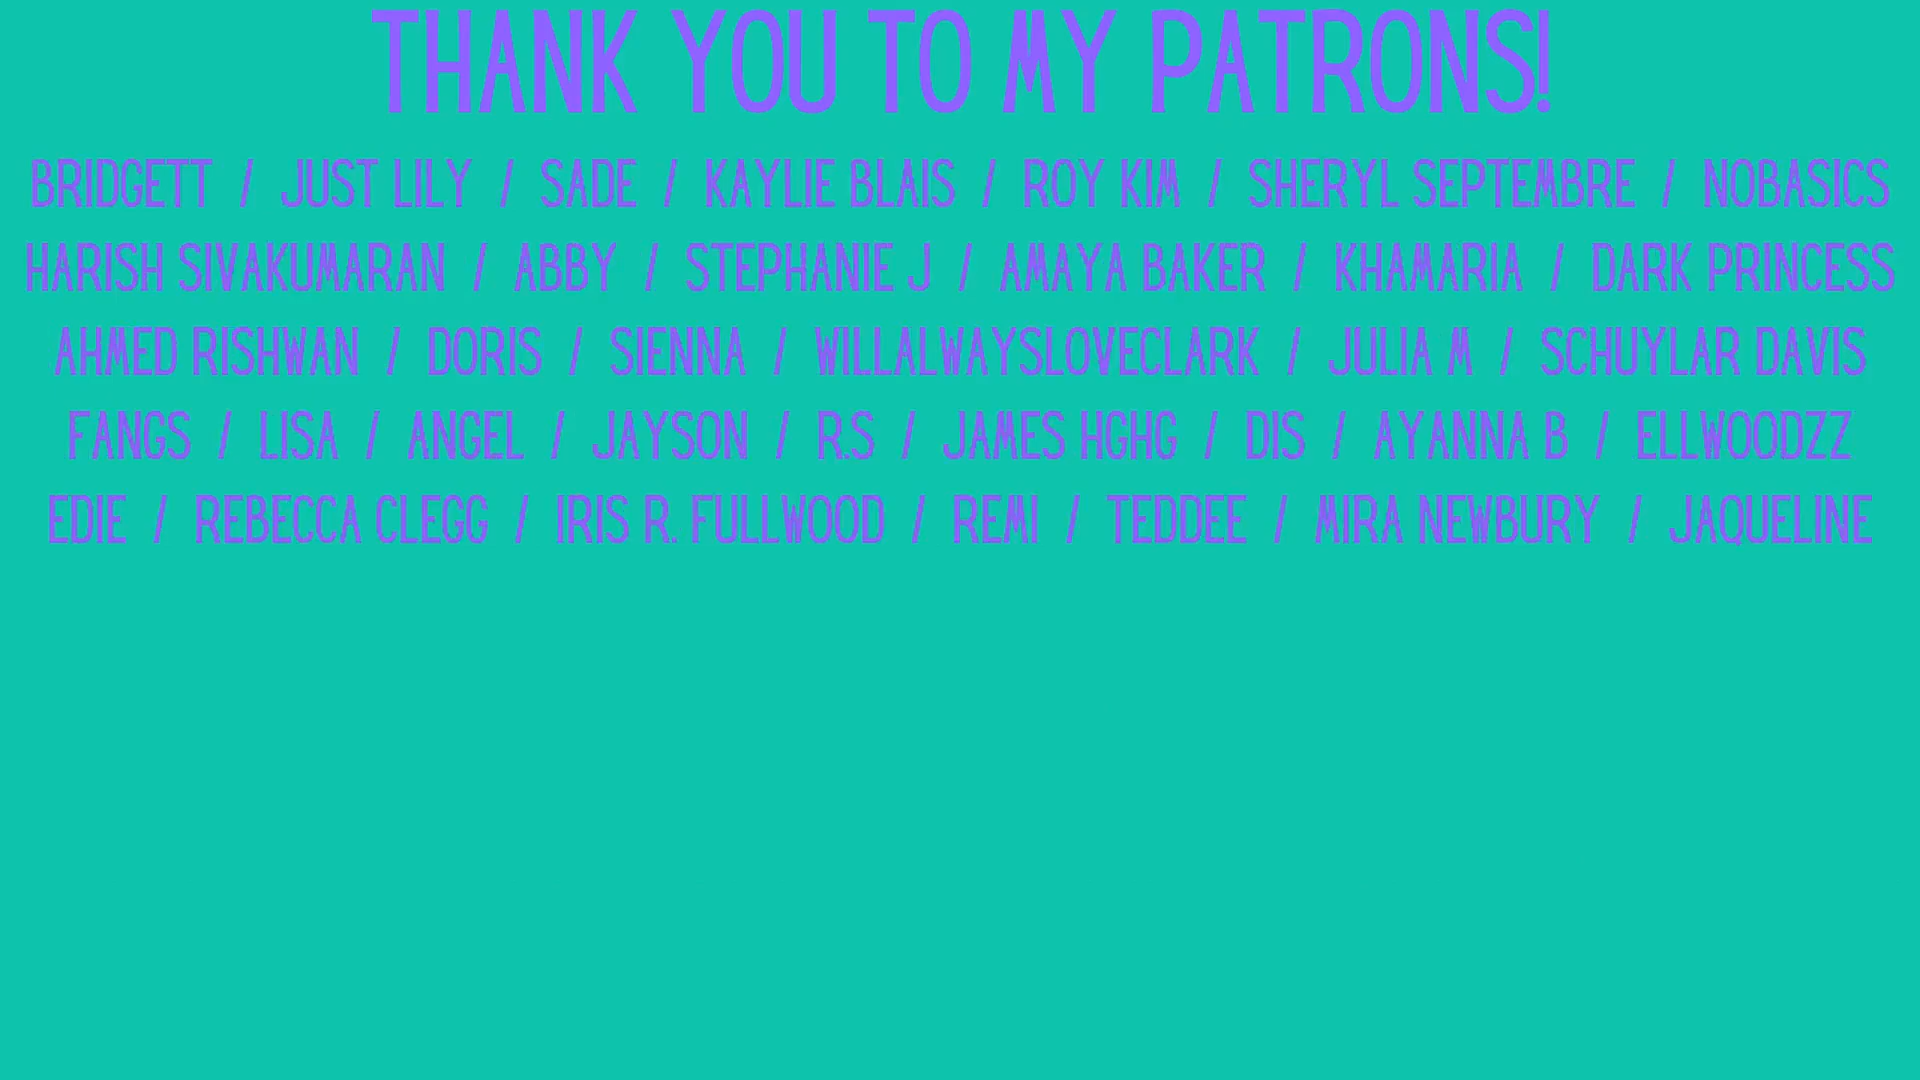 THANK YOU TO MY PATRONS!
BRIDGETT / JUST LILY / SADE / KAYLIE BLAIS / ROY KIM / SHERYL SEPTEMBRE / NOBASICS
HARISH SIVAKUMARAN / ABBY / STEPHANIE J / AMAYA BAKER / KHAMARIA / DARK PRINCESS
AHMED RISHWAN / DORIS / SIENNA / WILLALWAYSLOVECLARK / JULIA M / SCHUYLAR DAVIS
FANGS / LISA / ANGEL / JAYSON / R.S / JAMES HGHG / DIS / AYANNA B / ELLWOODZZ
EDIE / REBECCA CLEGG / IRIS R. FULLWOOD / REMI / TEDDEE / MIRA NEWBURY / JAQUELINE